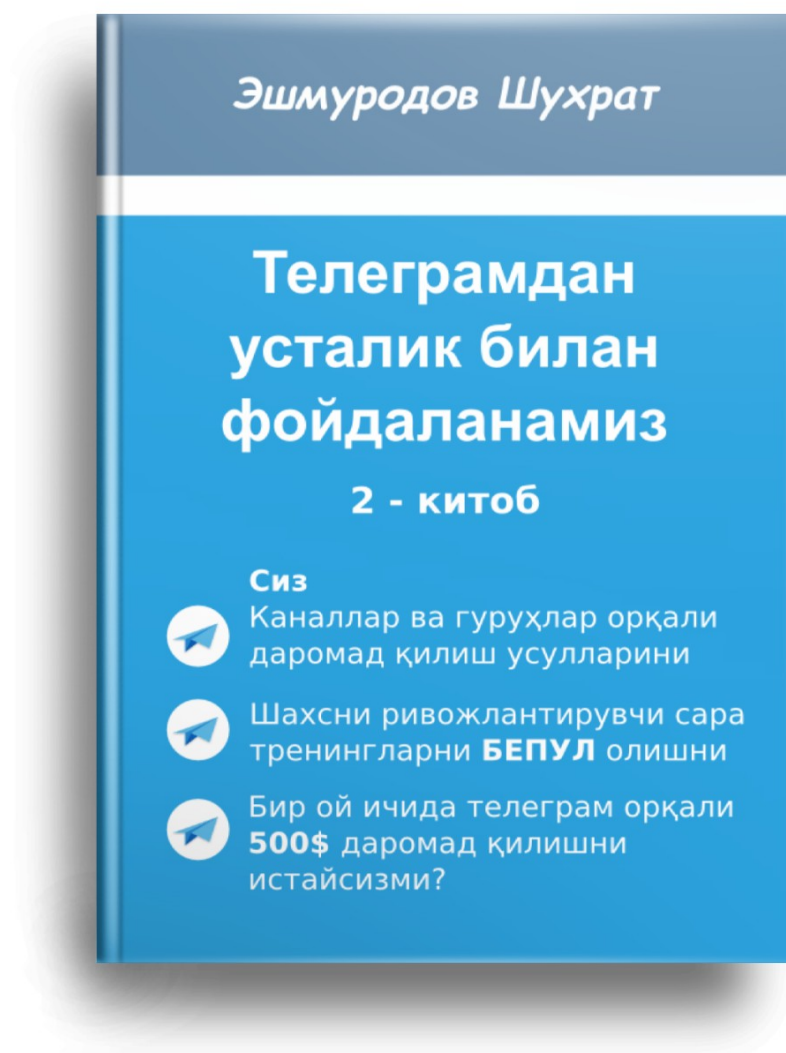 Эшмуродов Шухрат
Телеграмдан
усталик билан
фойдаланамиз
2 - китоб
Сиз
Каналлар ва гуруҳлар орқали
даромад қилиш усулларини
Шахсни ривожлантирувчи сара
тренингларни БЕПУЛ олишни
Бир ой ичида телеграм орқали
500$ даромад қилишни
истайсизми?